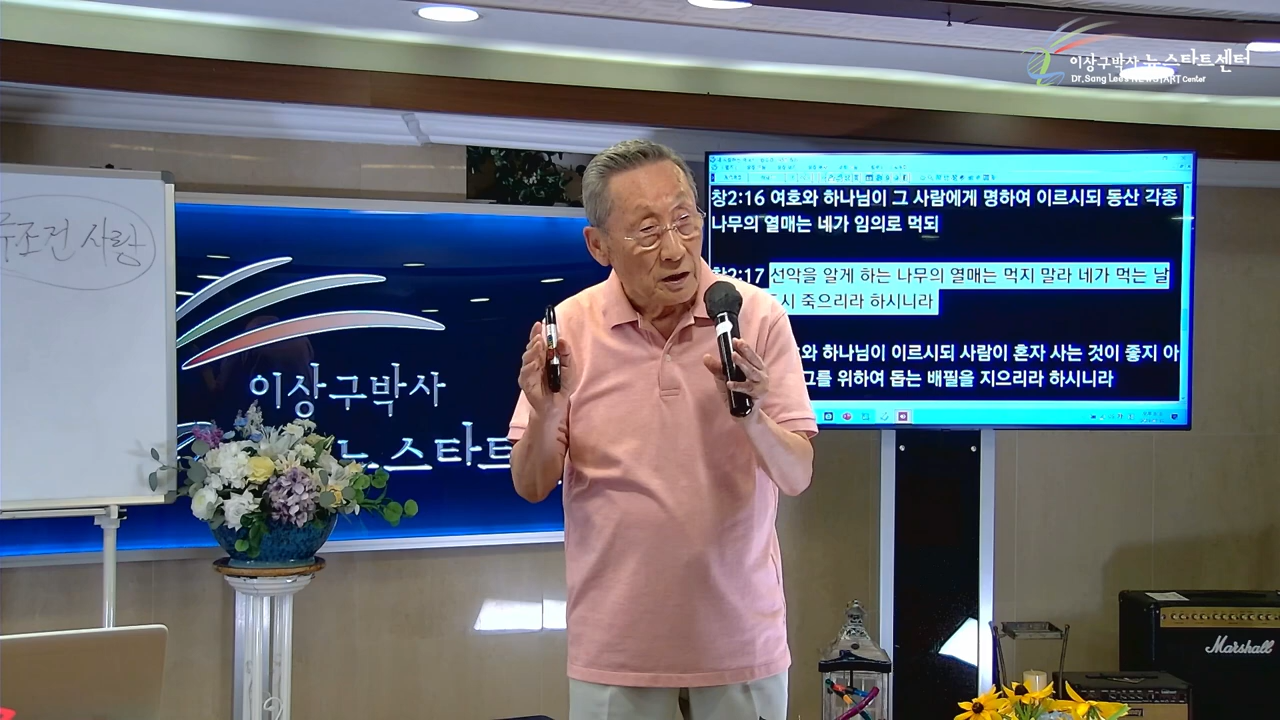 이상구박사 뉴스타트센터
Dr. Sang Lee's NEWSTART Center
무조건 사랑
창2:16 여호와 하나님이 그 사람에게 명하여 이르시되 동산 각종
나무의 열매는 네가 임의로 먹되
창2:17 선악을 알게 하는 나무의 열매는 먹지 말라 네가 먹는 날
시 죽으리라 하시니라
와 하나님이 이르시되 사람이 혼자 사는 것이 좋지 아
그를 위하여 돕는 배필을 지으리라 하시니라
이상구박사
뉴스타트
Marshall